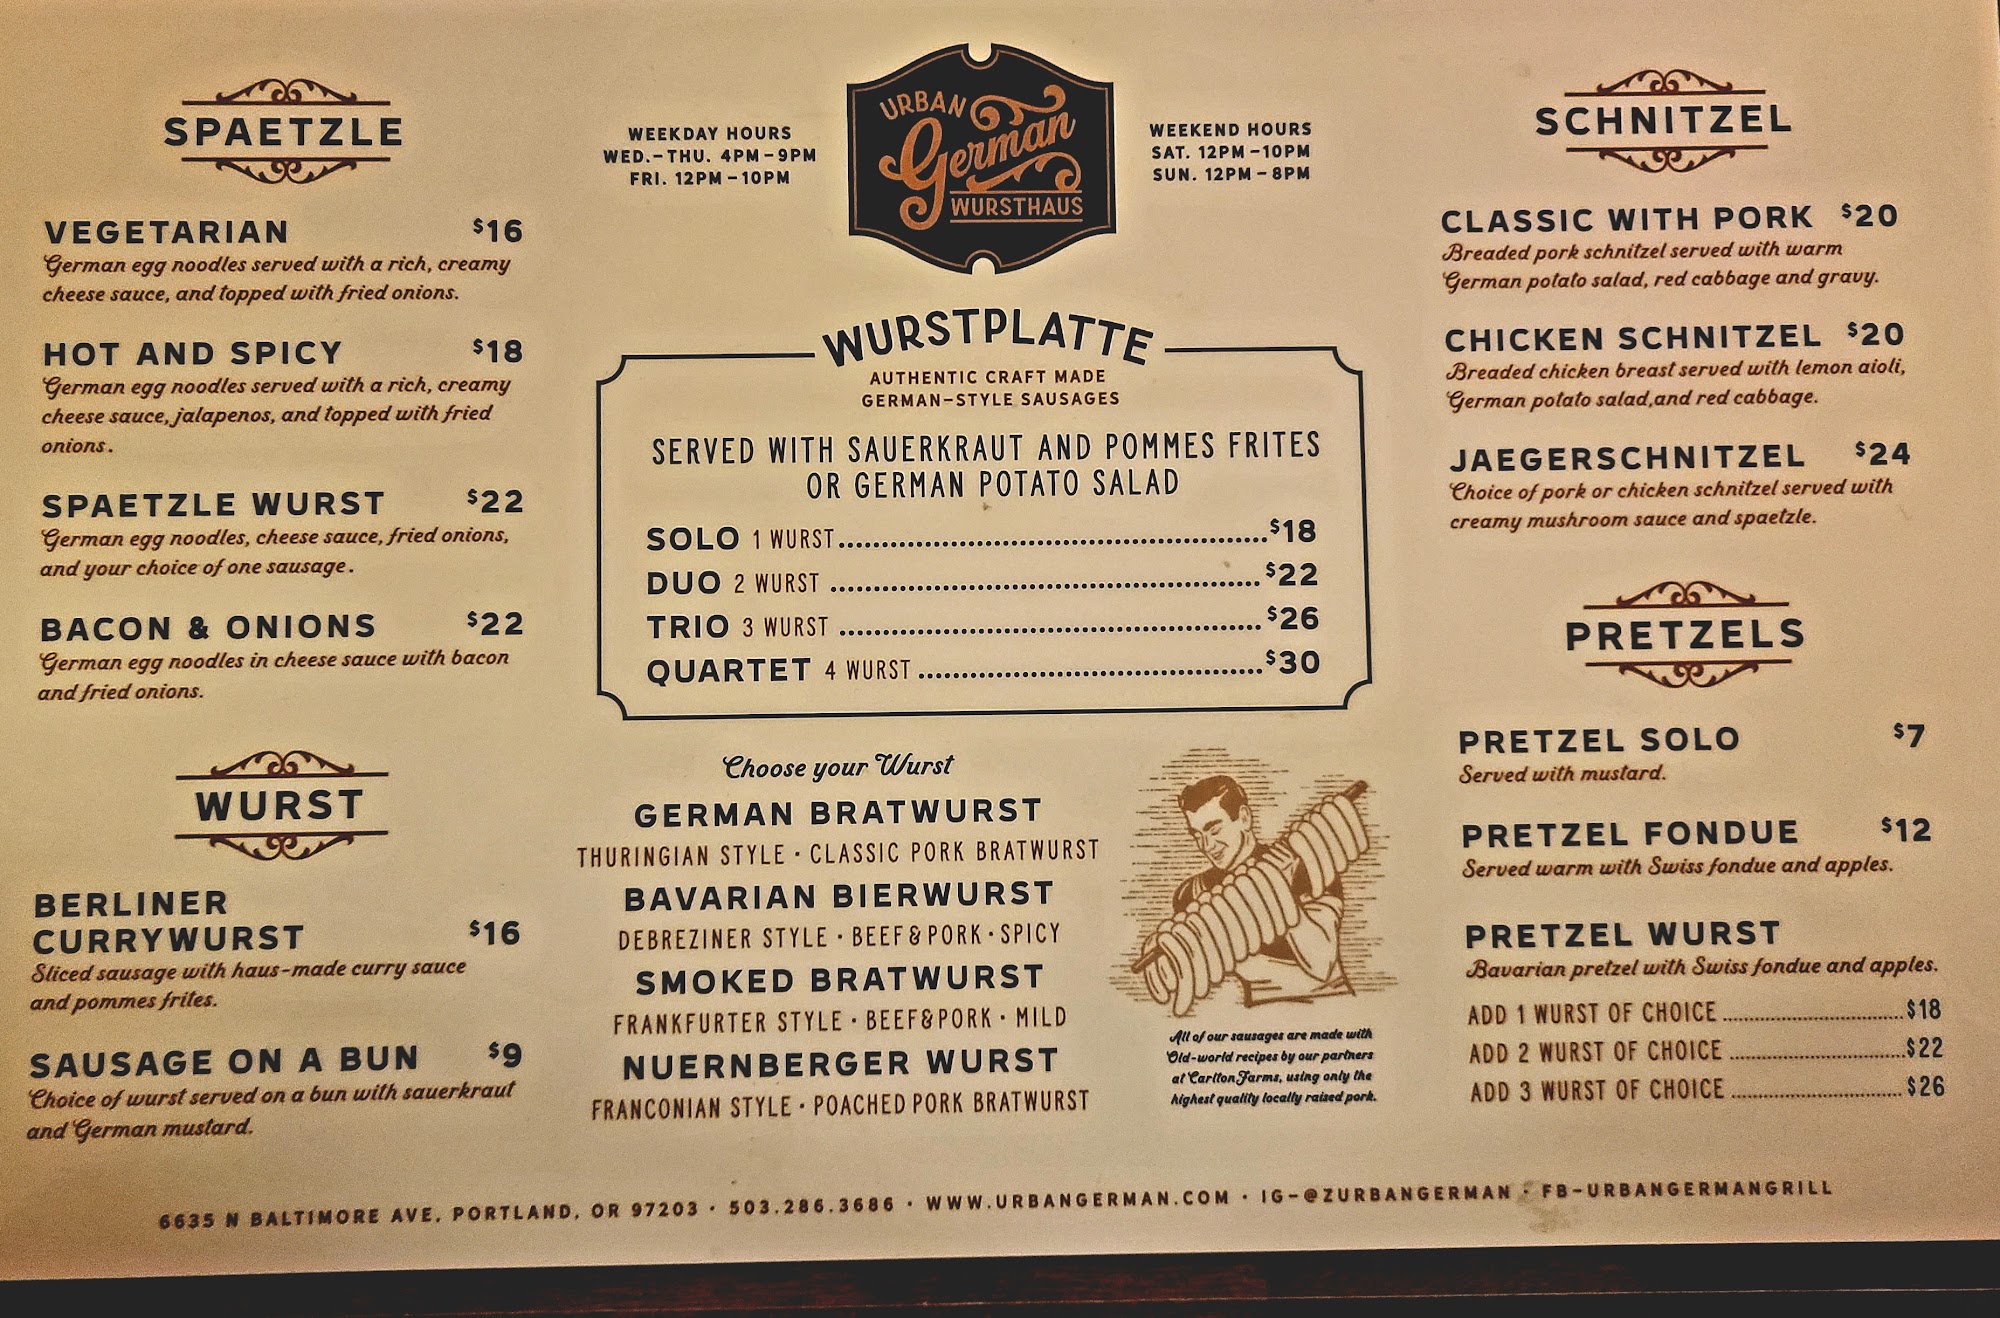 SPAETZLE
VEGETARIAN $16
German egg noodles served with a rich, creamy
cheese sauce, and topped with fried onions.
HOT AND SPICY $18
German egg noodles served with a rich, creamy
cheese sauce, jalapenos, and topped with fried
onions.
SPAETZLE WURST $22
German egg noodles, cheese sauce, fried onions,
and your choice of one sausage.
BACON & ONIONS $22
German egg noodles in cheese sauce with bacon
and fried onions.
WURST
BERLINER
CURRYWURST $16
Sliced sausage with haus-made curry sauce
and pommes frites.
SAUSAGE ON A BUN $9
Choice of wurst served on a bun with sauerkraut
and German mustard.
WEEKDAY HOURS
WED.-THU. 4PM-9PM
FRI. 12PM-10PM
URBAN
German
WURSTHAUS
WEEKEND HOURS
SAT. 12PM-10PM
SUN. 12PM-8PM
WURSTPLATTE
AUTHENTIC CRAFT MADE
GERMAN-STYLE SAUSAGES
SERVED WITH SAUERKRAUT AND POMMES FRITES
OR GERMAN POTATO SALAD
SOLO 1 WURST $18
DUO 2 WURST $22
TRIO 3 WURST $26
QUARTET 4 WURST $30
Choose your Wurst
GERMAN BRATWURST
THURINGIAN STYLE · CLASSIC PORK BRATWURST
BAVARIAN BIERWURST
DEBREZINER STYLE · BEEF&PORK · SPICY
SMOKED BRATWURST
FRANKFURTER STYLE · BEEF&PORK · MILD
NUERNBERGER WURST
FRANCONIAN STYLE · POACHED PORK BRATWURST
All of our sausages are made with
Old-world recipes by our partners
at Carlton Farms, using only the
highest quality locally raised pork.
SCHNITZEL
CLASSIC WITH PORK $20
Breaded pork schnitzel served with warm
German potato salad, red cabbage and gravy.
CHICKEN SCHNITZEL $20
Breaded chicken breast served with lemon aioli,
German potato salad,and red cabbage.
JAEGERSCHNITZEL $24
Choice of pork or chicken schnitzel served with
creamy mushroom sauce and spaetzle.
PRETZELS
PRETZEL SOLO $7
Served with mustard.
PRETZEL FONDUE $12
Served warm with Swiss fondue and apples.
PRETZEL WURST
Bavarian pretzel with Swiss fondue and apples.
ADD 1 WURST OF CHOICE $18
ADD 2 WURST OF CHOICE $22
ADD 3 WURST OF CHOICE $26
6635 N BALTIMORE AVE, PORTLAND, OR 97203 · 503.286.3686 · WWW.URBANGERMAN.COM · IG-@ZURBANGERMAN · FB-URBANGERMANGRILL